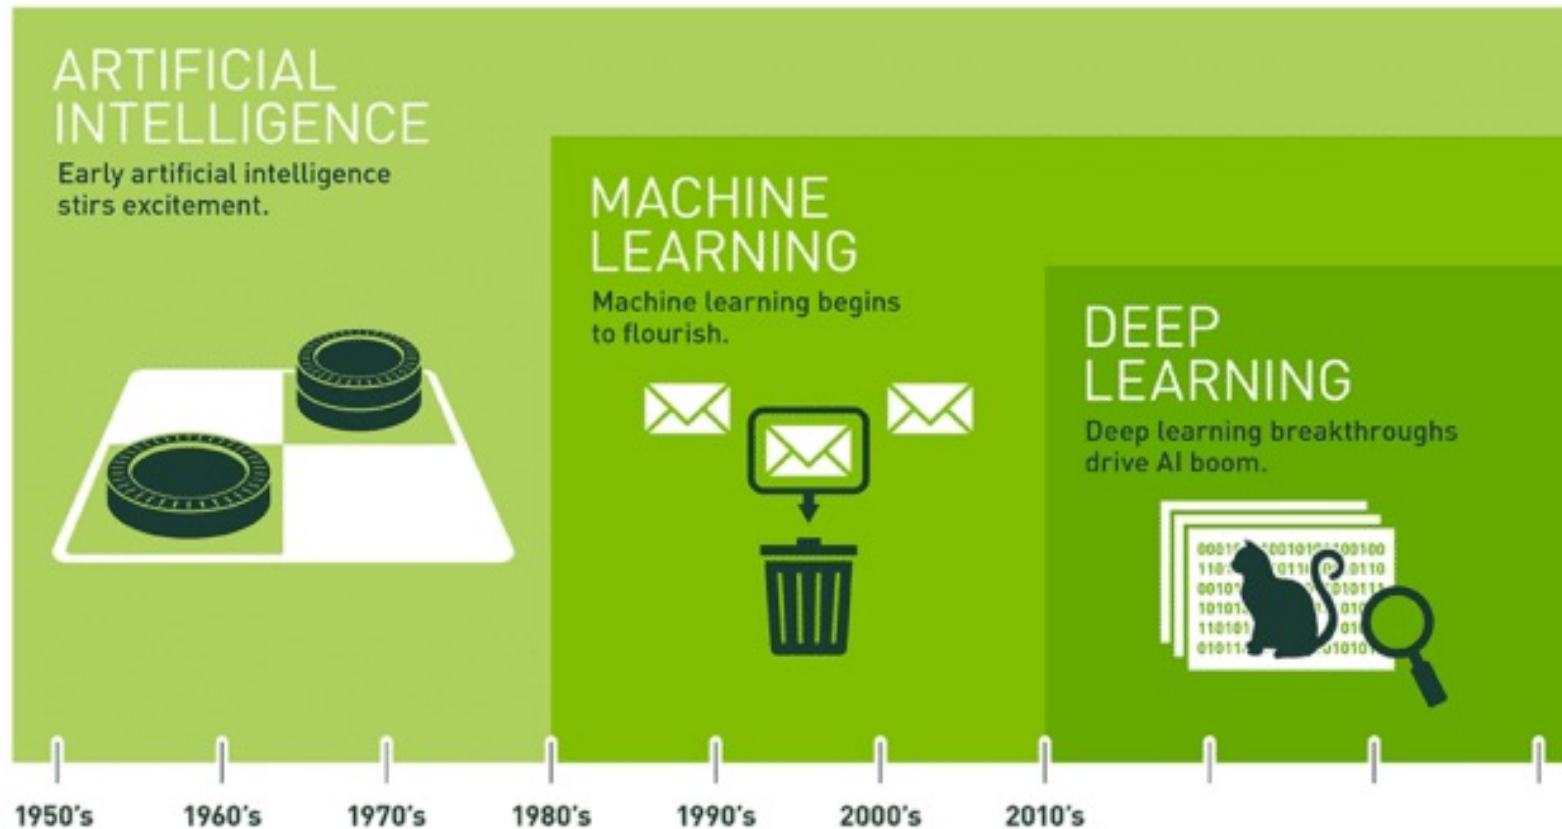 ARTIFICIAL
INTELLIGENCE
Early artificial intelligence
stirs excitement.
MACHINE
LEARNING
Machine learning begins
to flourish.
DEEP
LEARNING
Deep learning breakthroughs
drive AI boom.
1950's 1960's 1970's 1980's 1990's 2000's 2010's